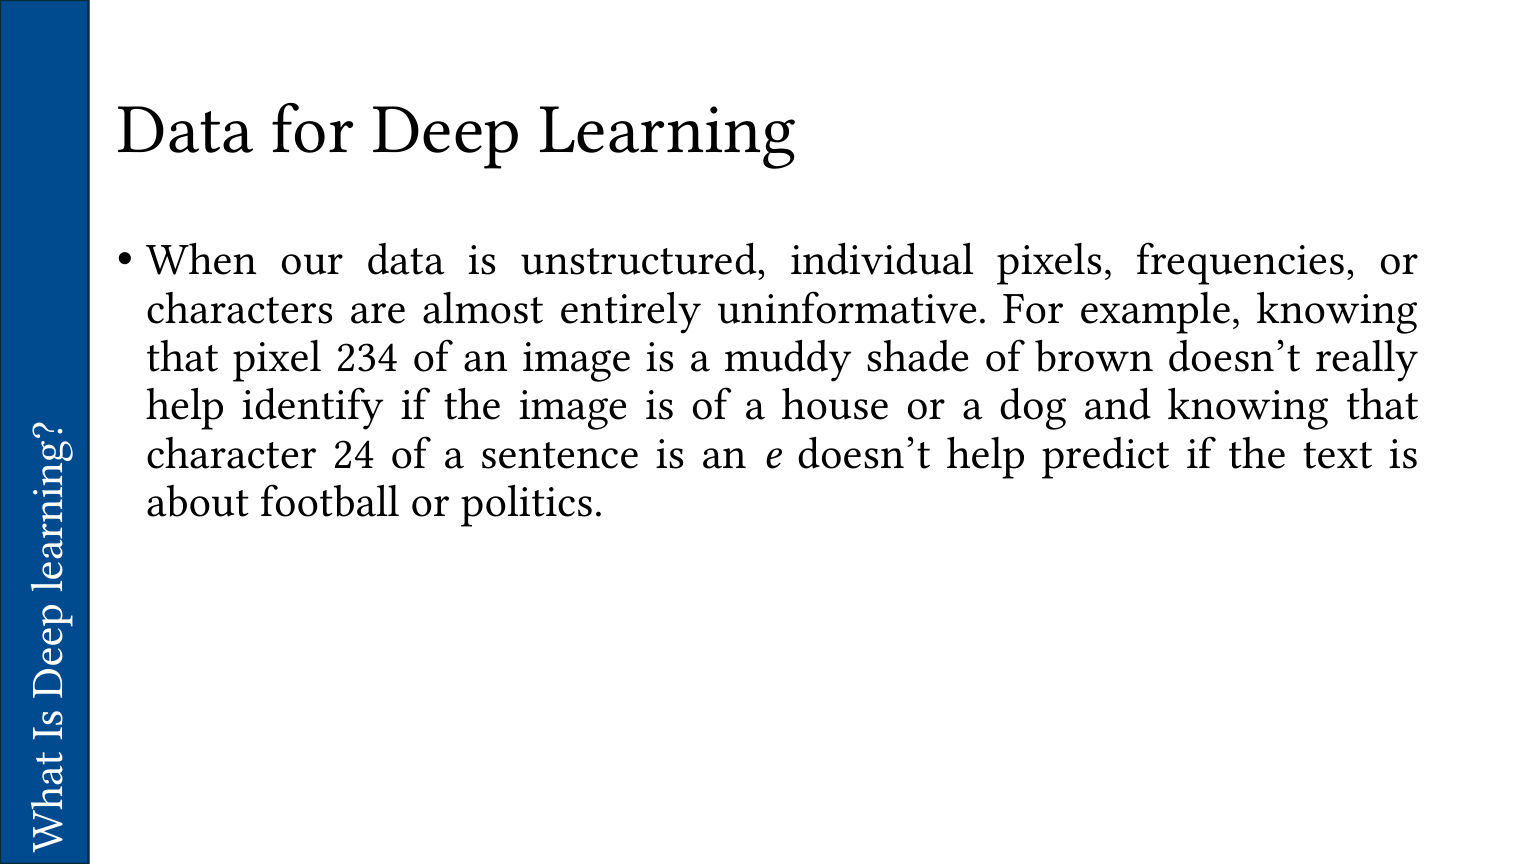 Data for Deep Learning
• When our data is unstructured, individual pixels, frequencies, or
characters are almost entirely uninformative. For example, knowing
that pixel 234 of an image is a muddy shade of brown doesn’t really
help identify if the image is of a house or a dog and knowing that
character 24 of a sentence is an e doesn’t help predict if the text is
about football or politics.
What Is Deep learning?